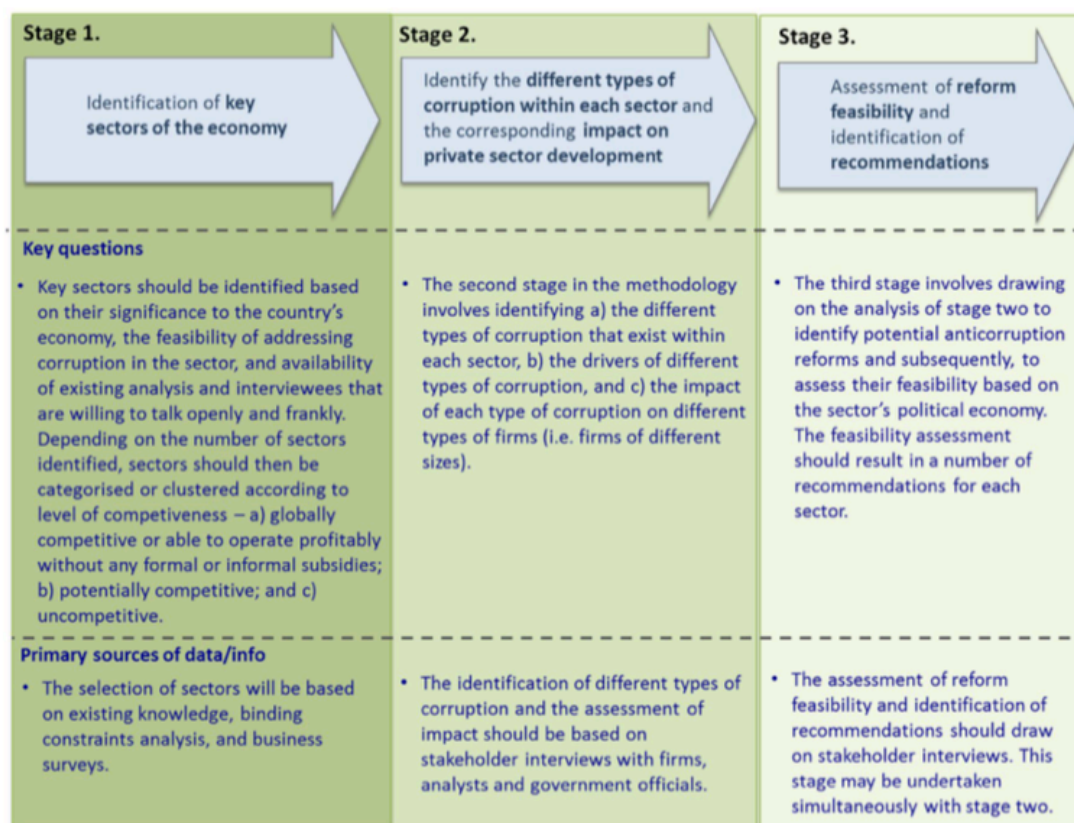 Stage 1.
Identification of key
sectors of the economy
Stage 2.
Identify the different types of
corruption within each sector and
the corresponding impact on
private sector development
Stage 3.
Assessment of reform
feasibility and
identification of
recommendations
Key questions
• Key sectors should be identified based
on their significance to the country's
economy, the feasibility of addressing
corruption in the sector, and availability
of existing analysis and interviewees that
are willing to talk openly and frankly.
Depending on the number of sectors
identified, sectors should then be
categorised or clustered according to
level of competiveness – a) globally
competitive or able to operate profitably
without any formal or informal subsidies;
b) potentially competitive; and c)
uncompetitive.
• The second stage in the methodology
involves identifying a) the different
types of corruption that exist within
each sector, b) the drivers of different
types of corruption, and c) the impact
of each type of corruption on different
types of firms (i.e. firms of different
sizes).
• The third stage involves drawing
on the analysis of stage two to
identify potential anticorruption
reforms and subsequently, to
assess their feasibility based on
the sector's political economy.
The feasibility assessment
should result in a number of
recommendations for each
sector.
Primary sources of data/info
• The selection of sectors will be based
on existing knowledge, binding
constraints analysis, and business
surveys.
• The identification of different types of
corruption and the assessment of
impact should be based on
stakeholder interviews with firms,
analysts and government officials.
• The assessment of reform
feasibility and identification of
recommendations should draw
on stakeholder interviews. This
stage may be undertaken
simultaneously with stage two.